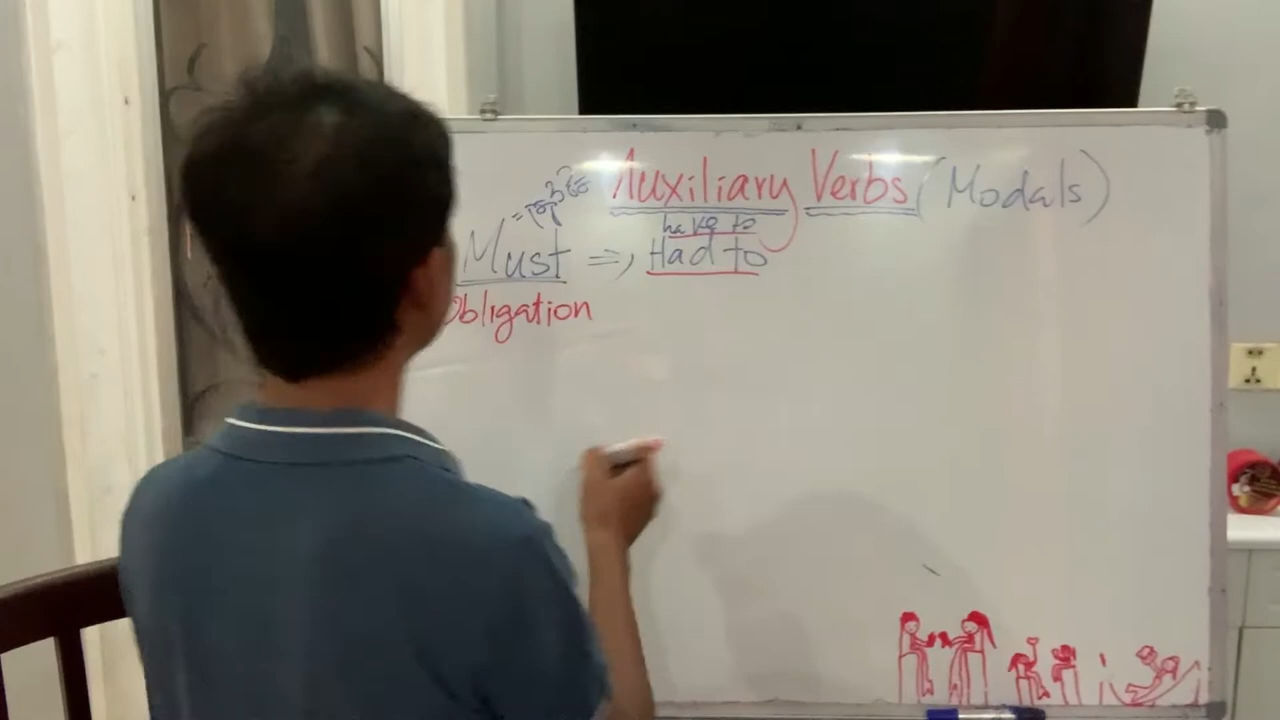 Auxiliary Verbs (Modals)
have to
Must => Had to
Obligation